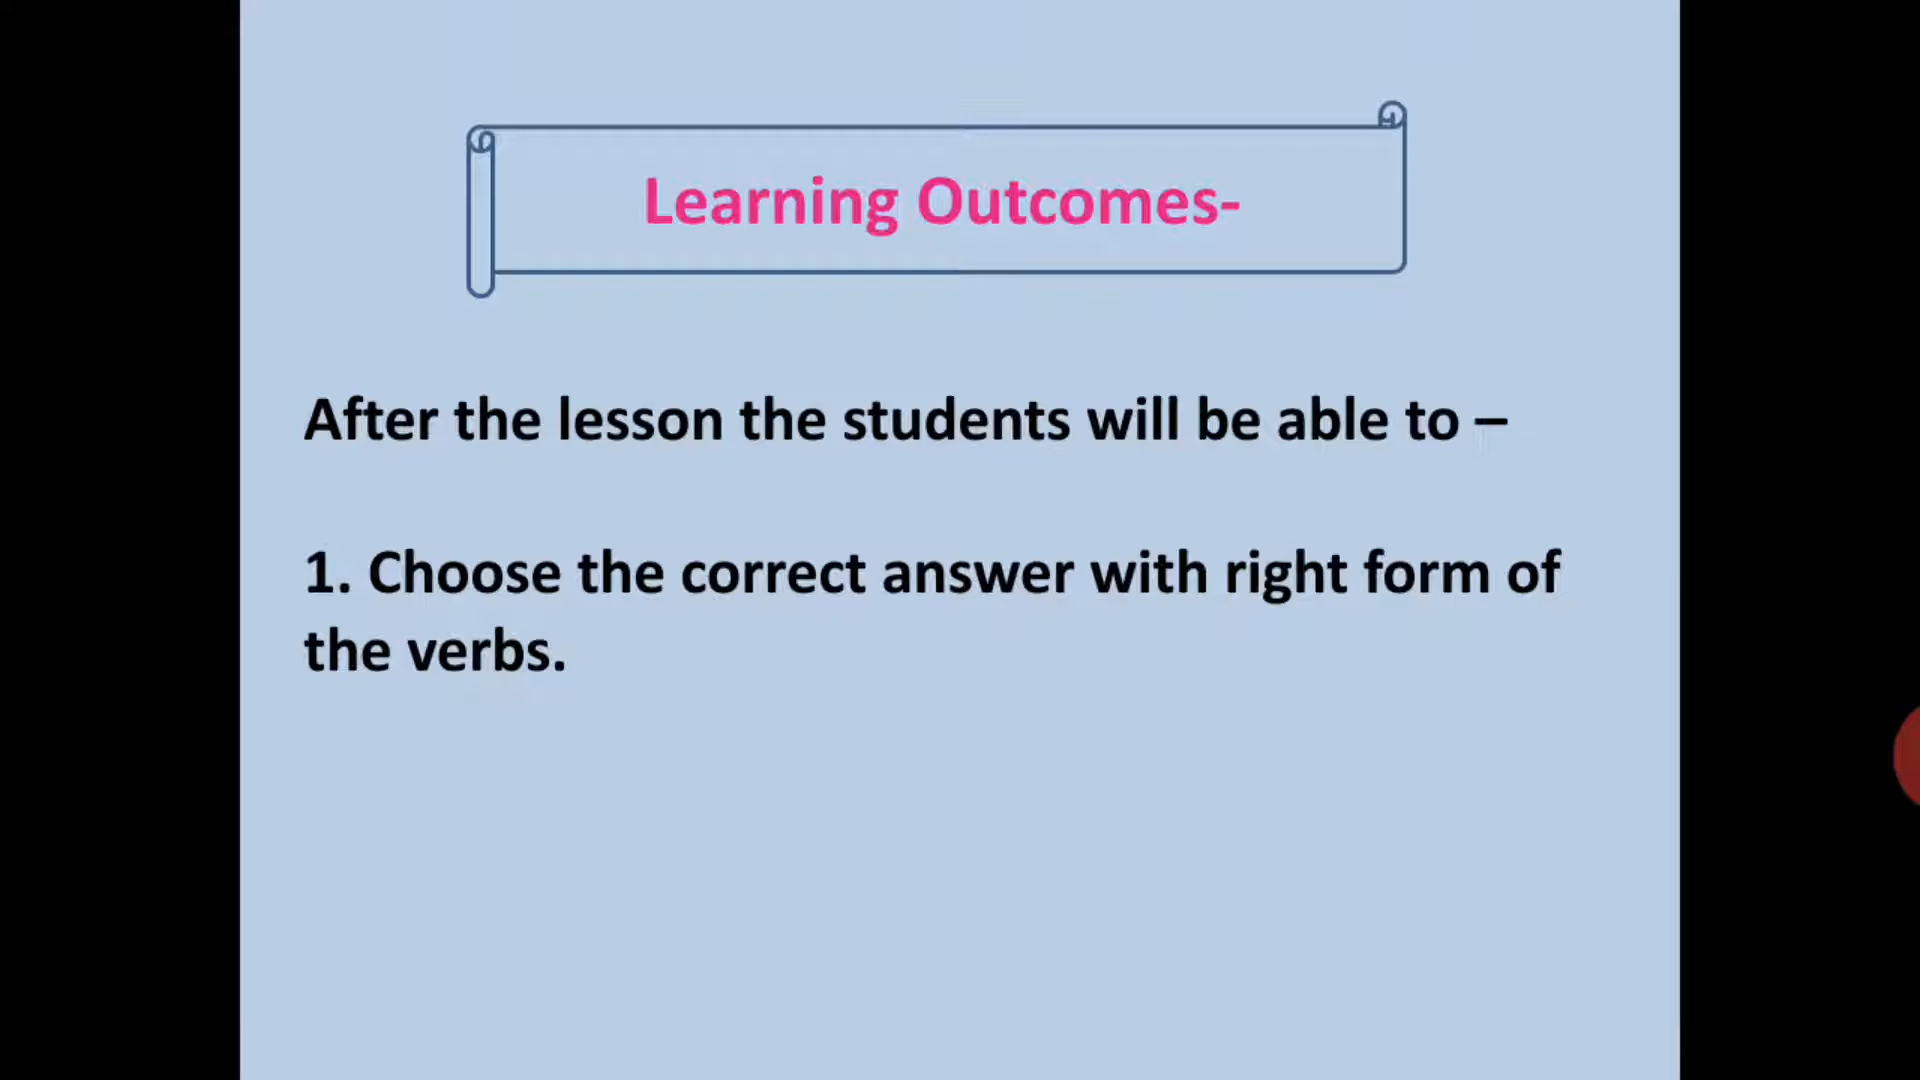 Learning Outcomes-
After the lesson the students will be able to –
1. Choose the correct answer with right form of
the verbs.